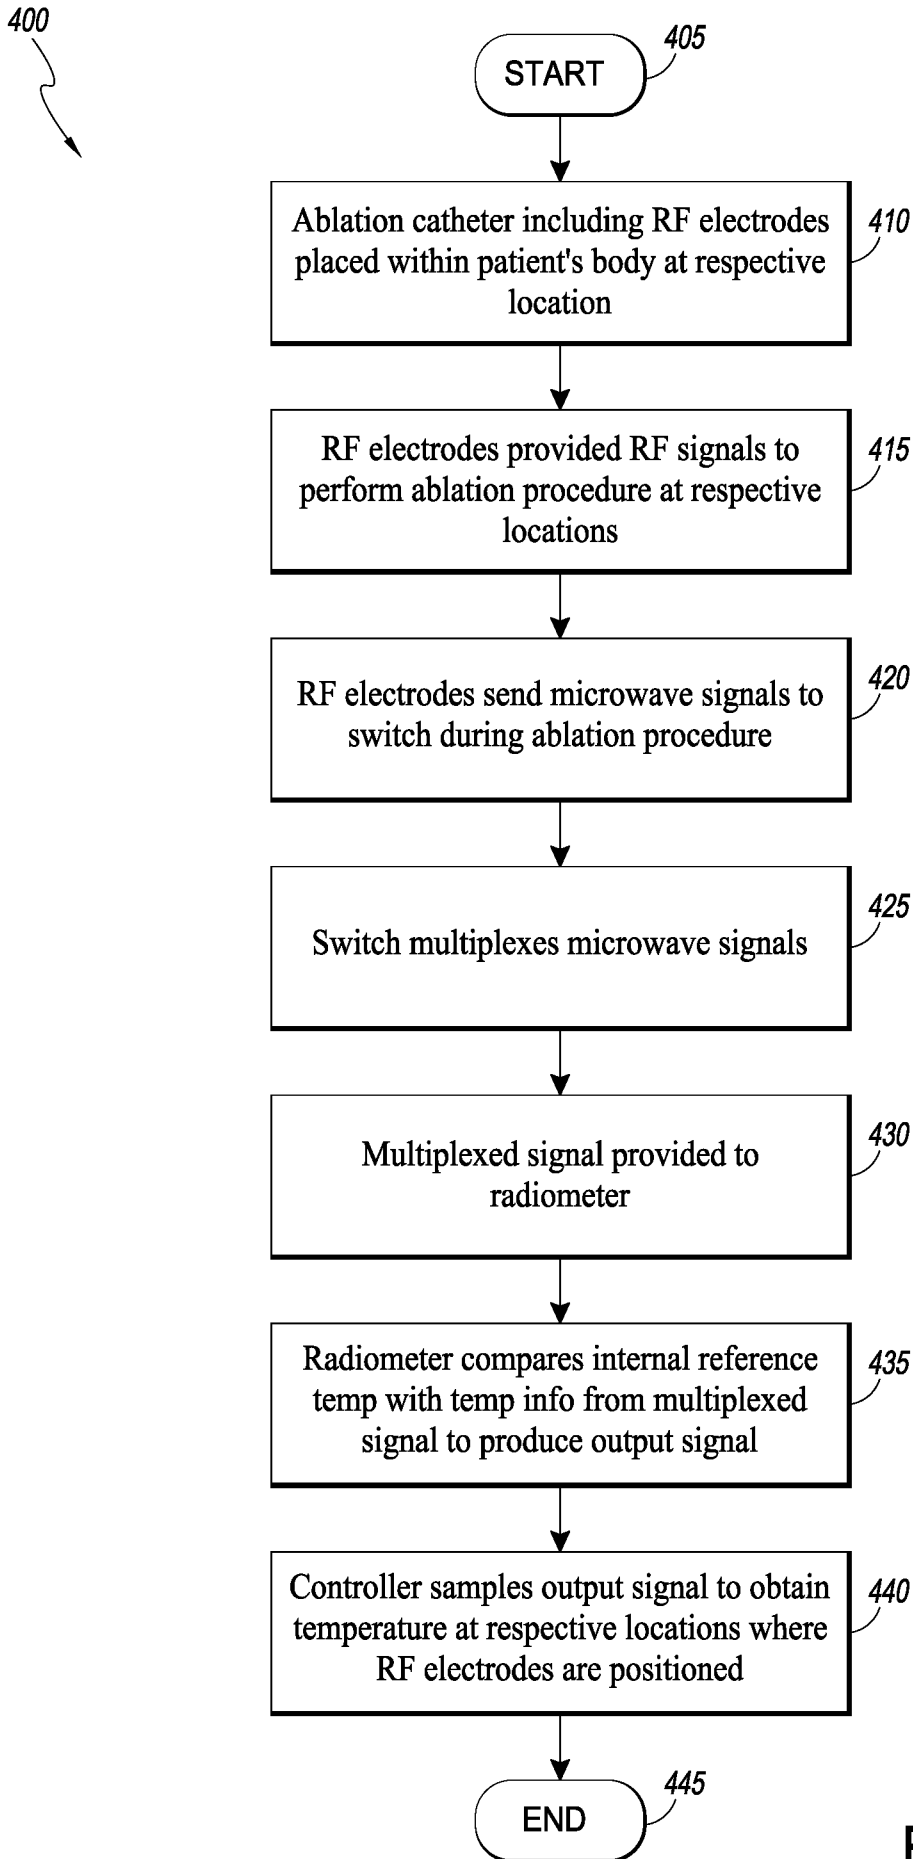 400
START
405
Ablation catheter including RF electrodes
placed within patient's body at respective
location
410
RF electrodes provided RF signals to
perform ablation procedure at respective
locations
415
RF electrodes send microwave signals to
switch during ablation procedure
420
Switch multiplexes microwave signals
425
Multiplexed signal provided to
radiometer
430
Radiometer compares internal reference
temp with temp info from multiplexed
signal to produce output signal
435
Controller samples output signal to obtain
temperature at respective locations where
RF electrodes are positioned
440
END
445